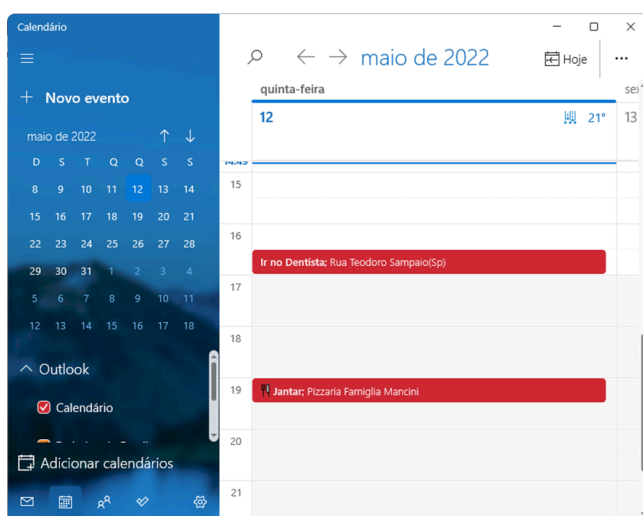 Calendário
Novo evento
maio de 2022
D S T Q Q S S
8 9 10 11 12 13 14
15 16 17 18 19 20 21
22 23 24 25 26 27 28
29 30 31 1 2 3 4
5 6 7 8 9 10 11
12 13 14 15 16 17 18
Outlook
Calendário
Adicionar calendários
maio de 2022
Hoje
quinta-feira
12 21° 13
14:49
15
16
Ir no Dentista; Rua Teodoro Sampaio(Sp)
17
18
19
Jantar; Pizzaria Famiglia Mancini
20
21